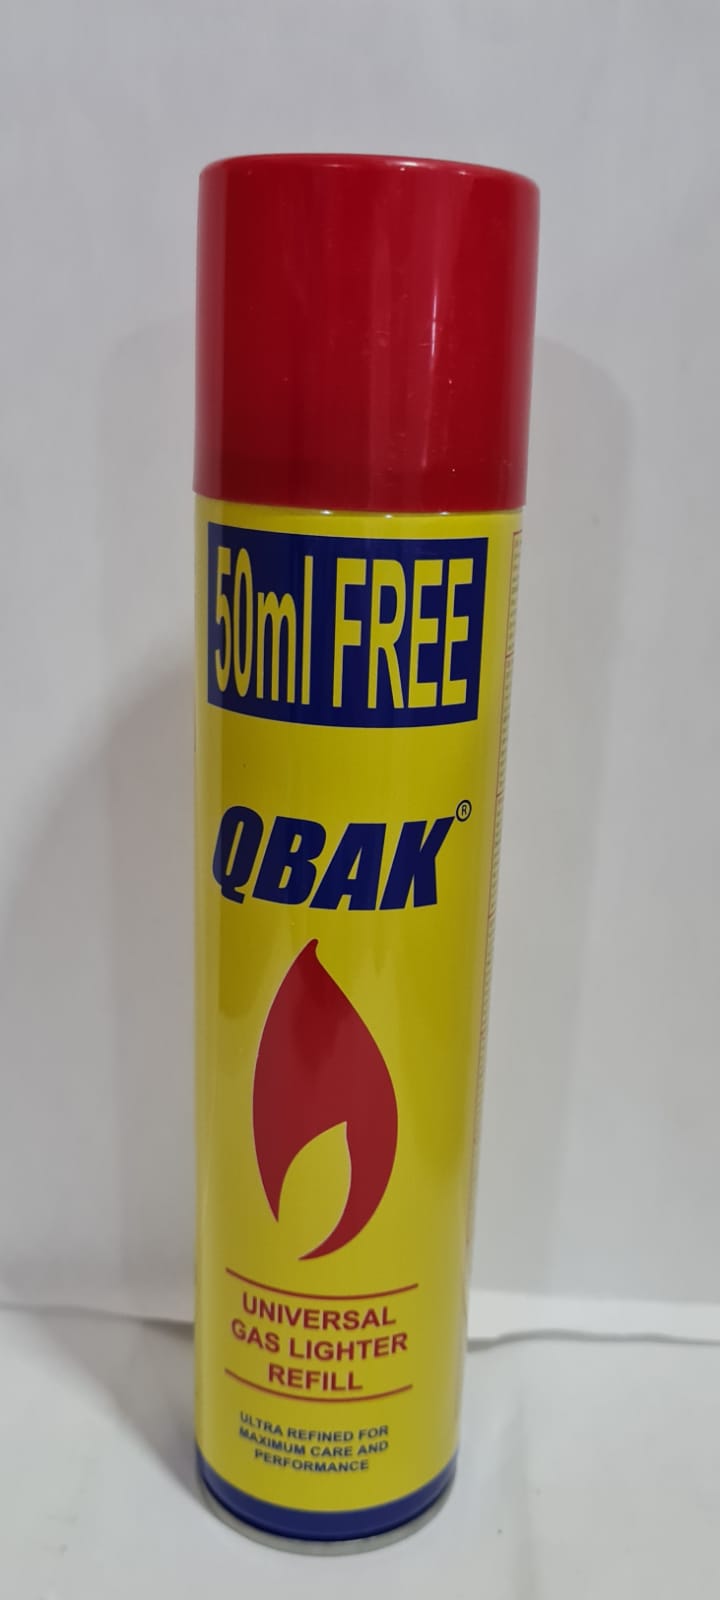 50ml FREE
QBAK®
UNIVERSAL
GAS LIGHTER
REFILL
ULTRA REFINED FOR
MAXIMUM CARE AND
PERFORMANCE